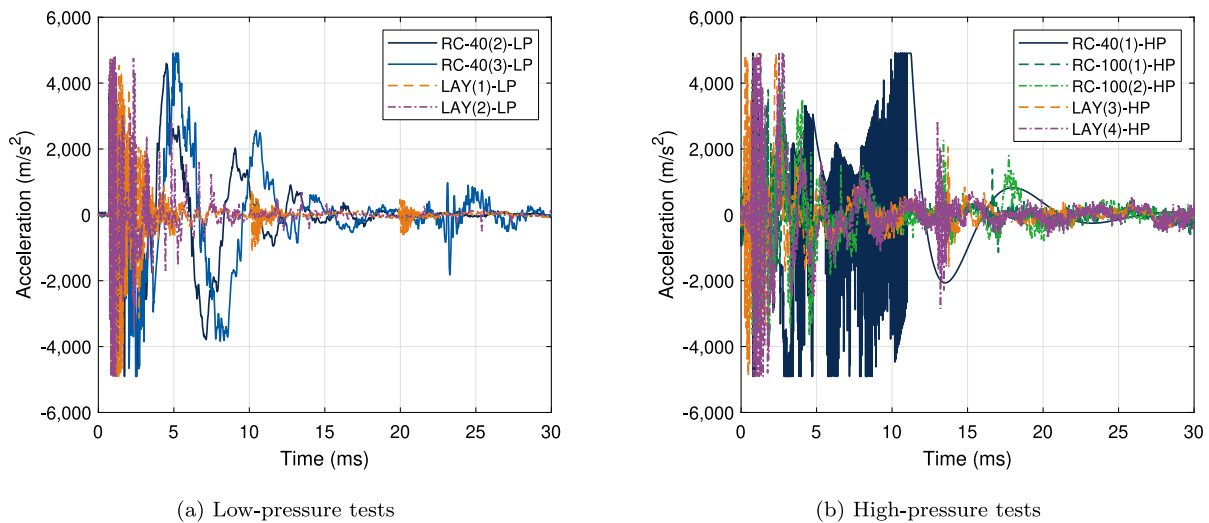 6,000
4,000
2,000
0
-2,000
-4,000
-6,000
Acceleration (m/s²)
0 5 10 15 20 25 30
Time (ms)
RC-40(2)-LP
RC-40(3)-LP
LAY(1)-LP
LAY(2)-LP
(a) Low-pressure tests
6,000
4,000
2,000
0
-2,000
-4,000
-6,000
Acceleration (m/s²)
0 5 10 15 20 25 30
Time (ms)
RC-40(1)-HP
RC-100(1)-HP
RC-100(2)-HP
LAY(3)-HP
LAY(4)-HP
(b) High-pressure tests